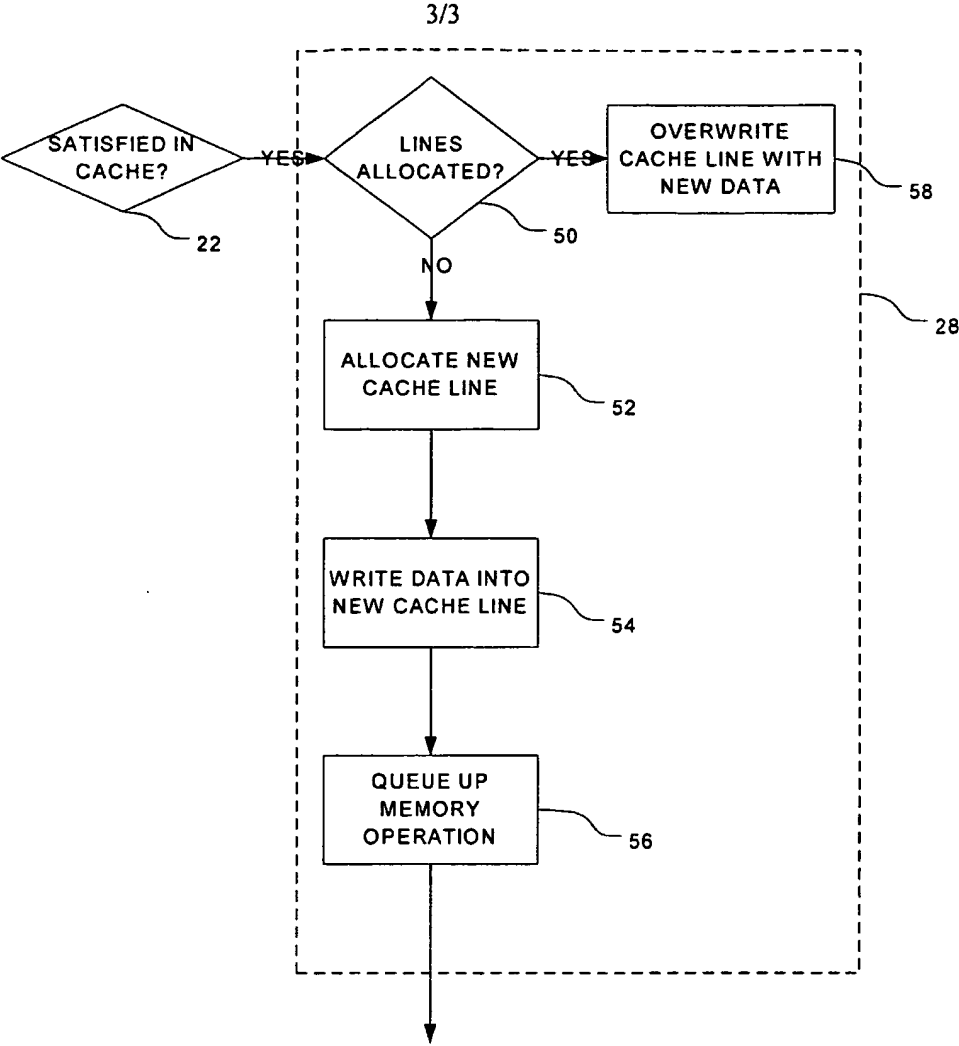 3/3
SATISFIED IN
CACHE?
22
YES
LINES
ALLOCATED?
50
YES
OVERWRITE
CACHE LINE WITH
NEW DATA
58
NO
28
ALLOCATE NEW
CACHE LINE
52
WRITE DATA INTO
NEW CACHE LINE
54
QUEUE UP
MEMORY
OPERATION
56